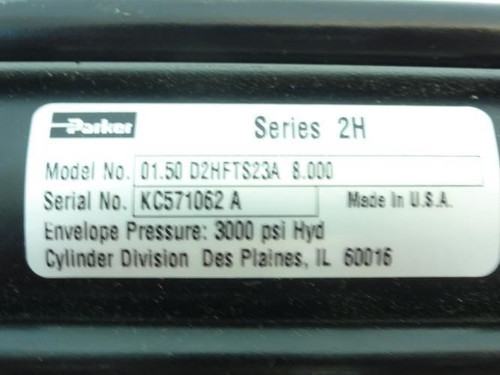 Parker
Series 2H
Model No. 01.50 D2HFTS23A 8.000
Serial No. KC571062 A Made In U.S.A.
Envelope Pressure: 3000 psi Hyd
Cylinder Division Des Plaines, IL 60016